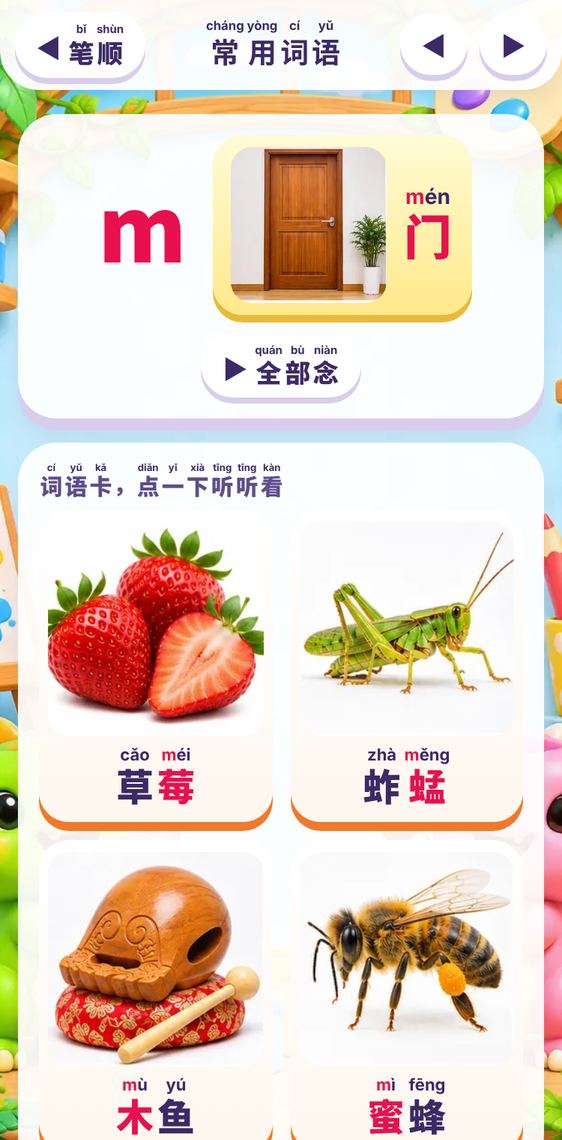 bǐ shùn
笔顺
cháng yòng cí yǔ
常用词语
m
mén
门
quán bù niàn
全部念
cí yǔ kǎ diǎn yī xià tīng tīng kàn
词语卡，点一下听听看
cǎo méi
草莓
zhà měng
蚱蜢
mù yú
木鱼
mì fēng
蜜蜂